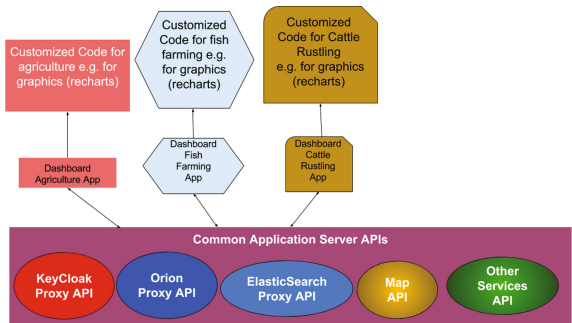 Customized Code for
agriculture e.g. for
graphics (recharts)
Customized
Code for fish
farming e.g.
for graphics
(recharts)
Customized
Code for Cattle
Rustling
e.g. for graphics
(recharts)
Dashboard
Agriculture App
Dashboard
Fish
Farming
App
Dashboard
Cattle
Rustling
App
Common Application Server APIs
KeyCloak
Proxy API
Orion
Proxy API
ElasticSearch
Proxy API
Map
API
Other
Services
API